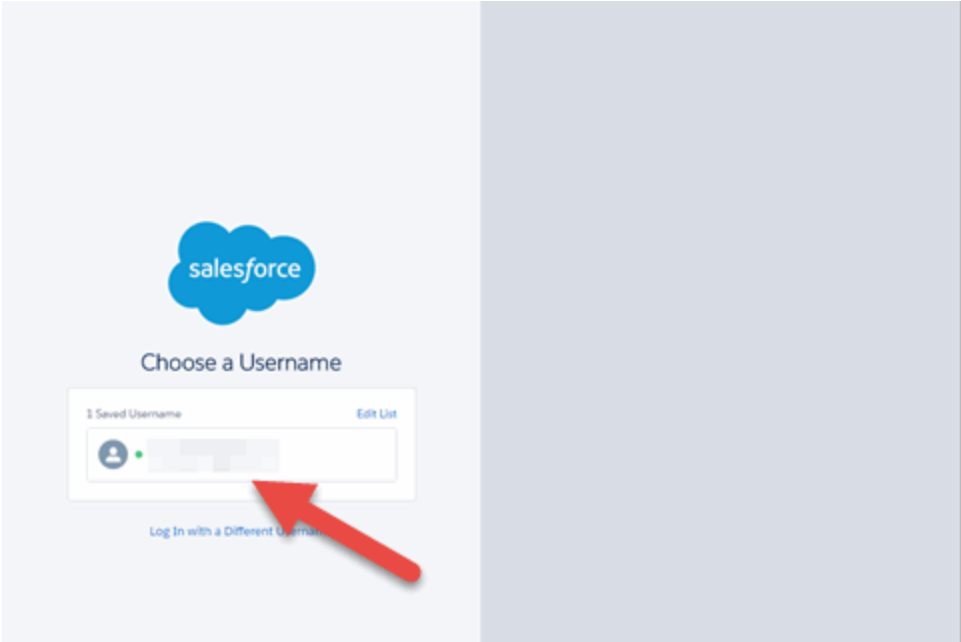 salesforce
Choose a Username
1 Saved Username Edit List
Log In with a Different